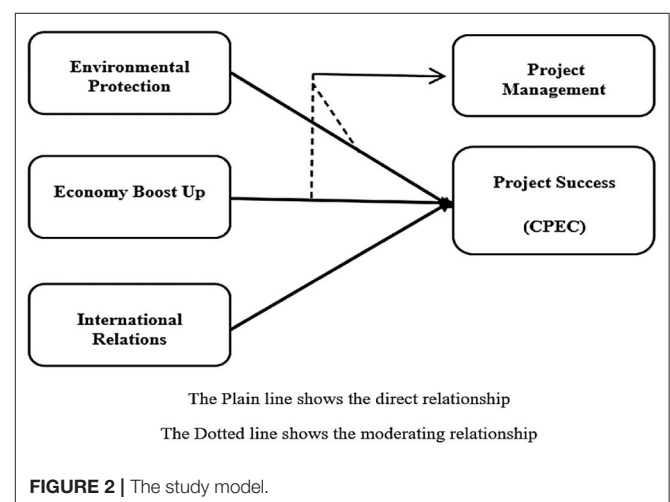 Environmental
Protection
Project
Management
Economy Boost Up
Project Success
(CPEC)
International
Relations
The Plain line shows the direct relationship
The Dotted line shows the moderating relationship
FIGURE 2 | The study model.